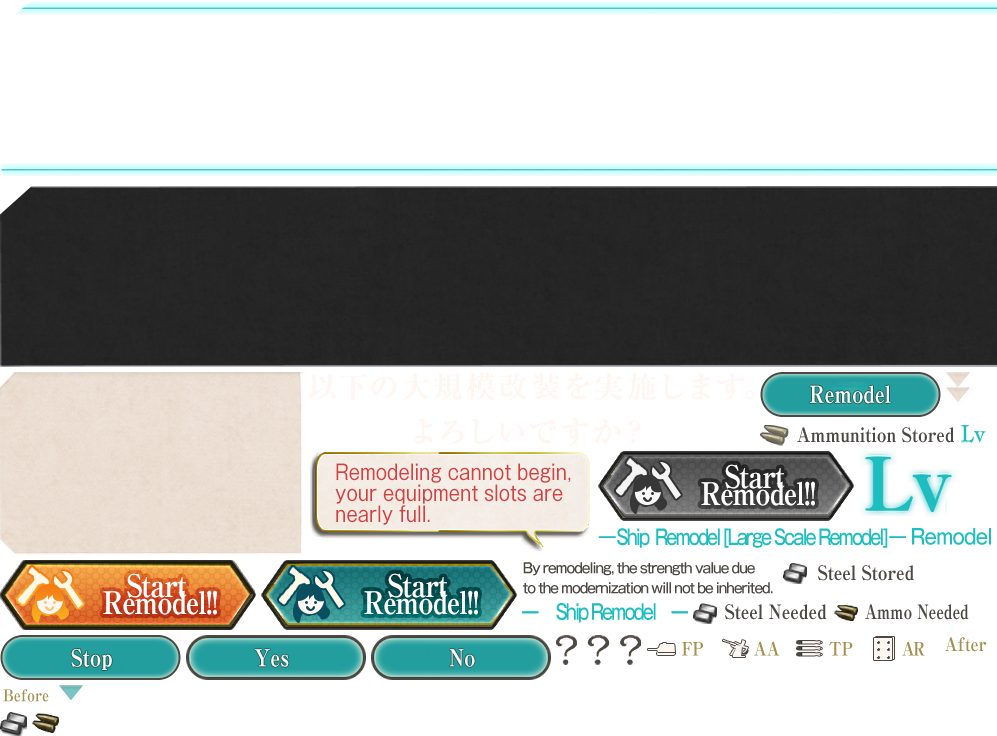 以下の大規模改装を実施します。
よろしいですか?
Remodel
Ammunition Stored Lv
Remodeling cannot begin,
your equipment slots are
nearly full.
Start
Remodel!!
Lv
Ship Remodel [Large Scale Remodel]
Remodel
Start
Remodel!!
Start
Remodel!!
By remodeling, the strength value due
to the modernization will not be inherited.
Steel Stored
Ship Remodel
Steel Needed
Ammo Needed
Stop
Yes
No
? ? ?
FP
AA
TP
AR
After
Before